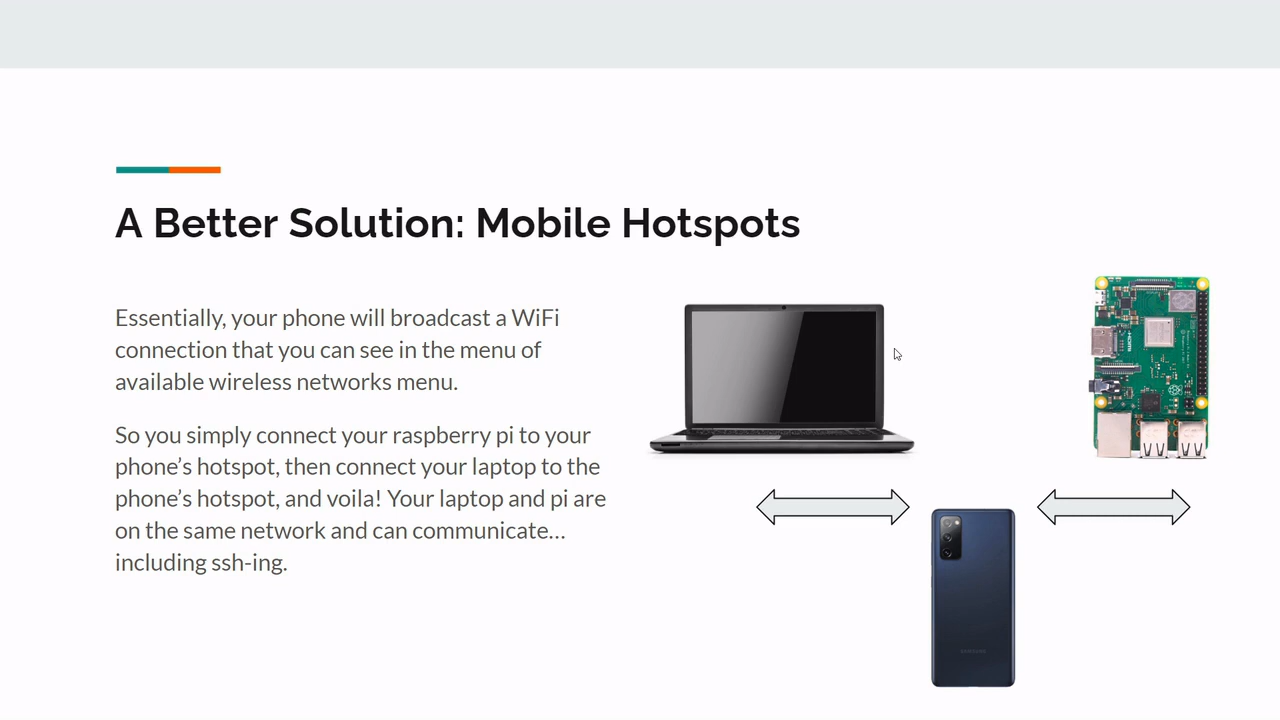 A Better Solution: Mobile Hotspots
Essentially, your phone will broadcast a WiFi
connection that you can see in the menu of
available wireless networks menu.
So you simply connect your raspberry pi to your
phone’s hotspot, then connect your laptop to the
phone’s hotspot, and voila! Your laptop and pi are
on the same network and can communicate…
including ssh-ing.
HDMI
SAMSUNG